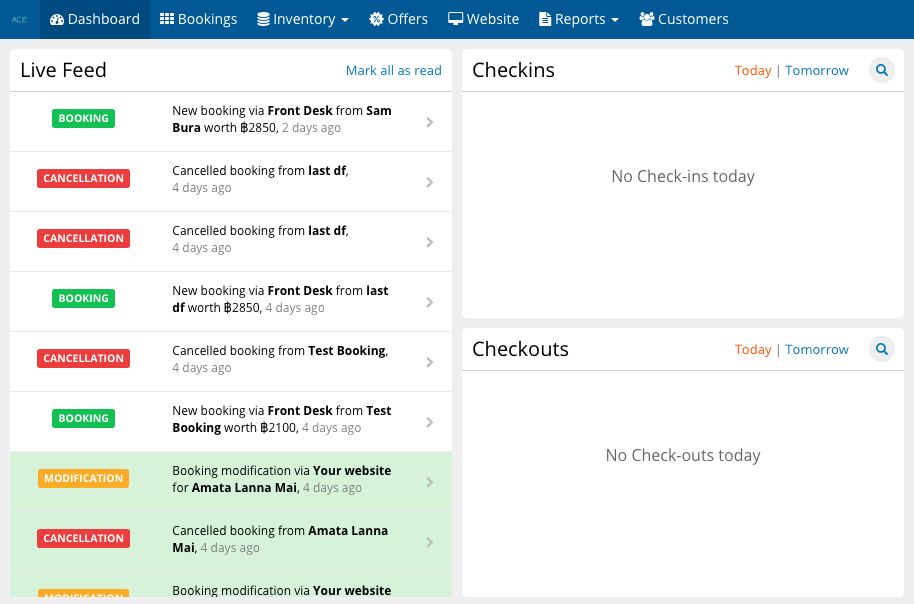 ACE
Dashboard
Bookings
Inventory
Offers
Website
Reports
Customers
Live Feed
Mark all as read
BOOKING
New booking via Front Desk from Sam
Bura worth ฿2850, 2 days ago
CANCELLATION
Cancelled booking from last df,
4 days ago
CANCELLATION
Cancelled booking from last df,
4 days ago
BOOKING
New booking via Front Desk from last
df worth ฿2850, 4 days ago
CANCELLATION
Cancelled booking from Test Booking,
4 days ago
BOOKING
New booking via Front Desk from Test
Booking worth ฿2100, 4 days ago
MODIFICATION
Booking modification via Your website
for Amata Lanna Mai, 4 days ago
CANCELLATION
Cancelled booking from Amata Lanna
Mai, 4 days ago
MODIFICATION
Booking modification via Your website
Checkins
Today | Tomorrow
No Check-ins today
Checkouts
Today | Tomorrow
No Check-outs today